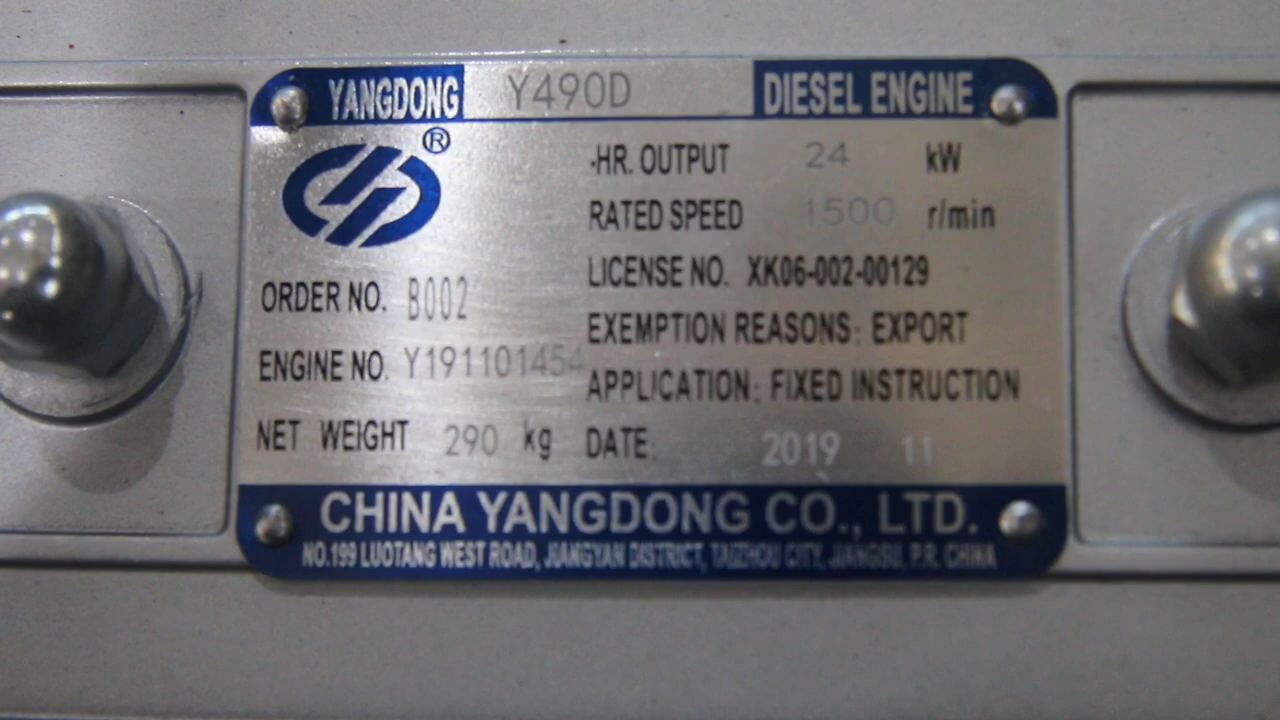 YANGDONG Y490D DIESEL ENGINE
®
-HR. OUTPUT 24 kW
RATED SPEED 1500 r/min
LICENSE NO. XK06-002-00129
EXEMPTION REASONS: EXPORT
APPLICATION: FIXED INSTRUCTION
ORDER NO. B002
ENGINE NO. Y191101454
NET WEIGHT 290 kg
DATE: 2019 11
CHINA YANGDONG CO., LTD.
NO.199 LUOTANG WEST ROAD, JIANGYAN DISTRICT, TAIZHOU CITY, JIANGSU, P.R. CHINA